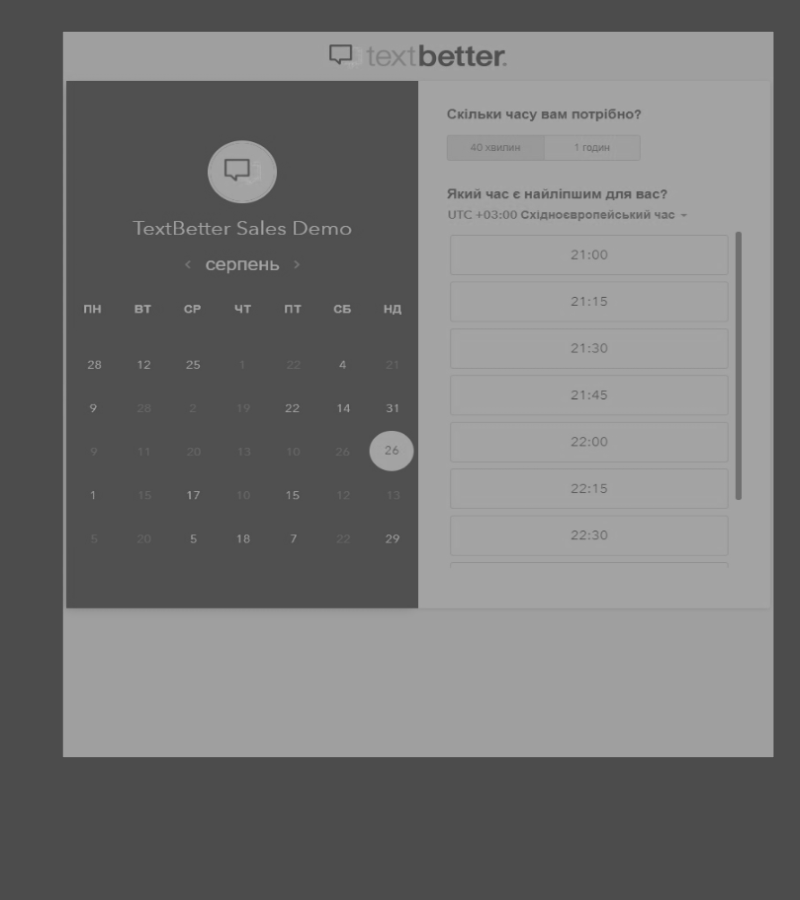 textbetter.
TextBetter Sales Demo
‹ серпень ›
ПН ВТ СР ЧТ ПТ СБ НД
28 12 25 1 22 4 21
9 28 2 19 22 14 31
9 11 20 13 10 26 26
1 15 17 10 15 12 13
5 20 5 18 7 22 29
Скільки часу вам потрібно?
40 хвилин 1 годин
Який час є найліпшим для вас?
UTC +03:00 Східноєвропейський час
21:00
21:15
21:30
21:45
22:00
22:15
22:30